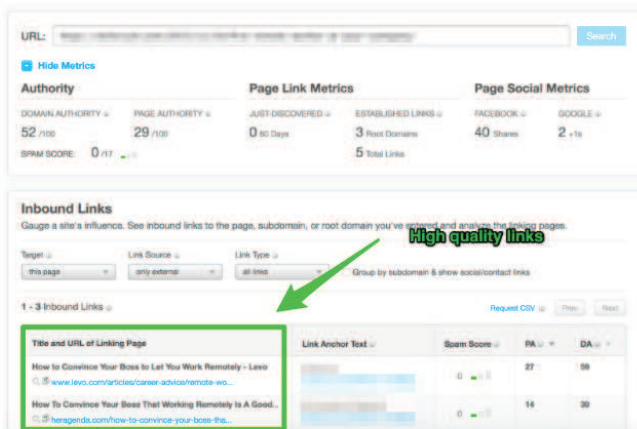 URL:
Search
Hide Metrics
Authority
Page Link Metrics
Page Social Metrics
DOMAIN AUTHORITY
PAGE AUTHORITY
JUST-DISCOVERED
ESTABLISHED LINKS
FACEBOOK
GOOGLE
52 /100
29 /100
0 60 Days
3 Root Domains
40 Shares
2 +1s
SPAM SCORE: 0 /17
5 Total Links
Inbound Links
Gauge a site's influence. See inbound links to the page, subdomain, or root domain you've entered and analyze the linking pages.
High quality links
Target
Link Source
Link Type
this page
only external
all links
Group by subdomain & show social/contact links
1 - 3 Inbound Links
Request CSV
Prev
Next
Title and URL of Linking Page
Link Anchor Text
Spam Score
PA
DA
How to Convince Your Boss to Let You Work Remotely - Levo
www.levo.com/articles/career-advice/remote-wo...
0
27
59
How To Convince Your Boss That Working Remotely Is A Good...
heragenda.com/how-to-convince-your-boss-tha...
0
14
30